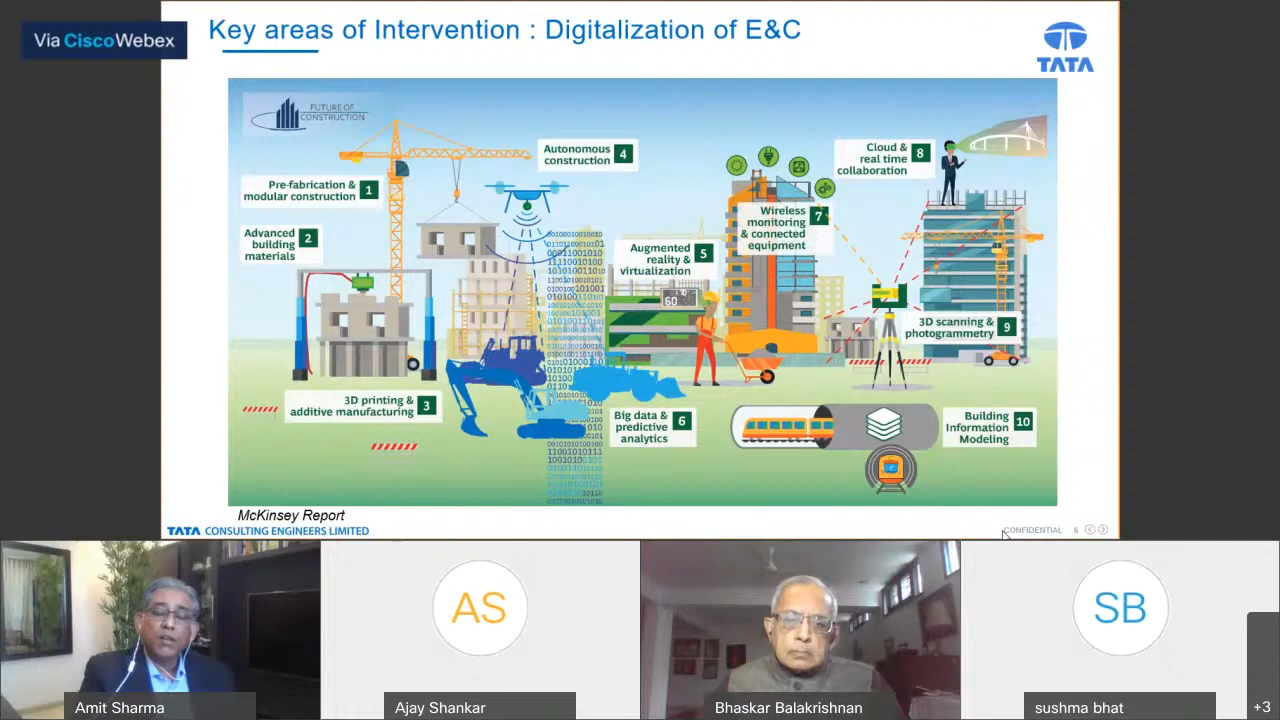 Via Cisco Webex
Key areas of Intervention : Digitalization of E&C
TATA
FUTURE OF
CONSTRUCTION
Pre-fabrication &
modular construction 1
Advanced
building
materials 2
3D printing &
additive manufacturing 3
Autonomous
construction 4
Augmented
reality &
virtualization 5
60
Big data &
predictive
analytics 6
Wireless
monitoring
& connected
equipment 7
Cloud &
real time
collaboration 8
3D scanning &
photogrammetry 9
Building
Information
Modeling 10
McKinsey Report
TATA CONSULTING ENGINEERS LIMITED
CONFIDENTIAL 6
AS
SB
Amit Sharma
Ajay Shankar
Bhaskar Balakrishnan
sushma bhat
+3